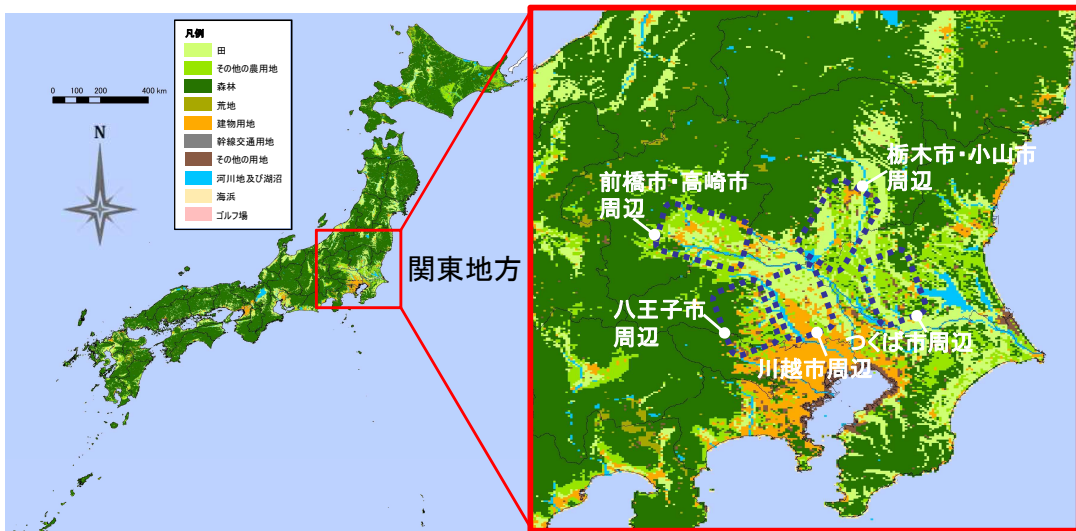 凡例
田
その他の農用地
森林
荒地
建物用地
幹線交通用地
その他の用地
河川地及び湖沼
海浜
ゴルフ場
0 100 200 400 km
N
関東地方
栃木市・小山市
周辺
前橋市・高崎市
周辺
八王子市
周辺
つくば市周辺
川越市周辺